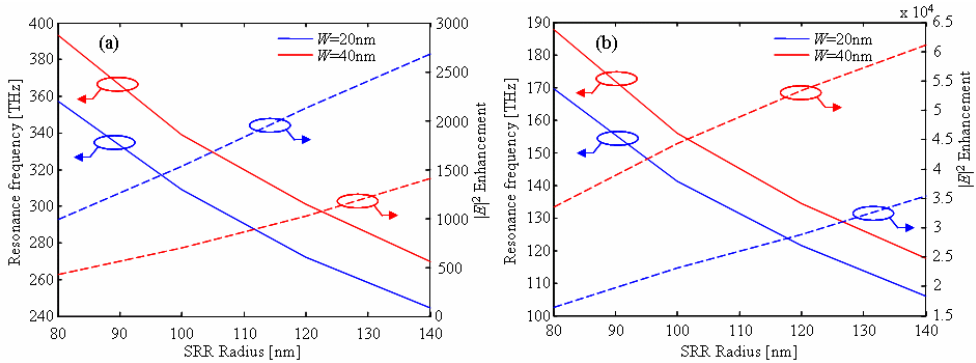 (a)
W=20nm
W=40nm
Resonance frequency [THz]
400
380
360
340
320
300
280
260
240
3000
2500
2000
1500
1000
500
0
|E|² Enhancement
80 90 100 110 120 130 140
SRR Radius [nm]
(b)
W=20nm
W=40nm
Resonance frequency [THz]
190
180
170
160
150
140
130
120
110
100
x 10⁴
6.5
6
5.5
5
4.5
4
3.5
3
2.5
2
1.5
|E|² Enhancement
80 90 100 110 120 130 140
SRR Radius [nm]